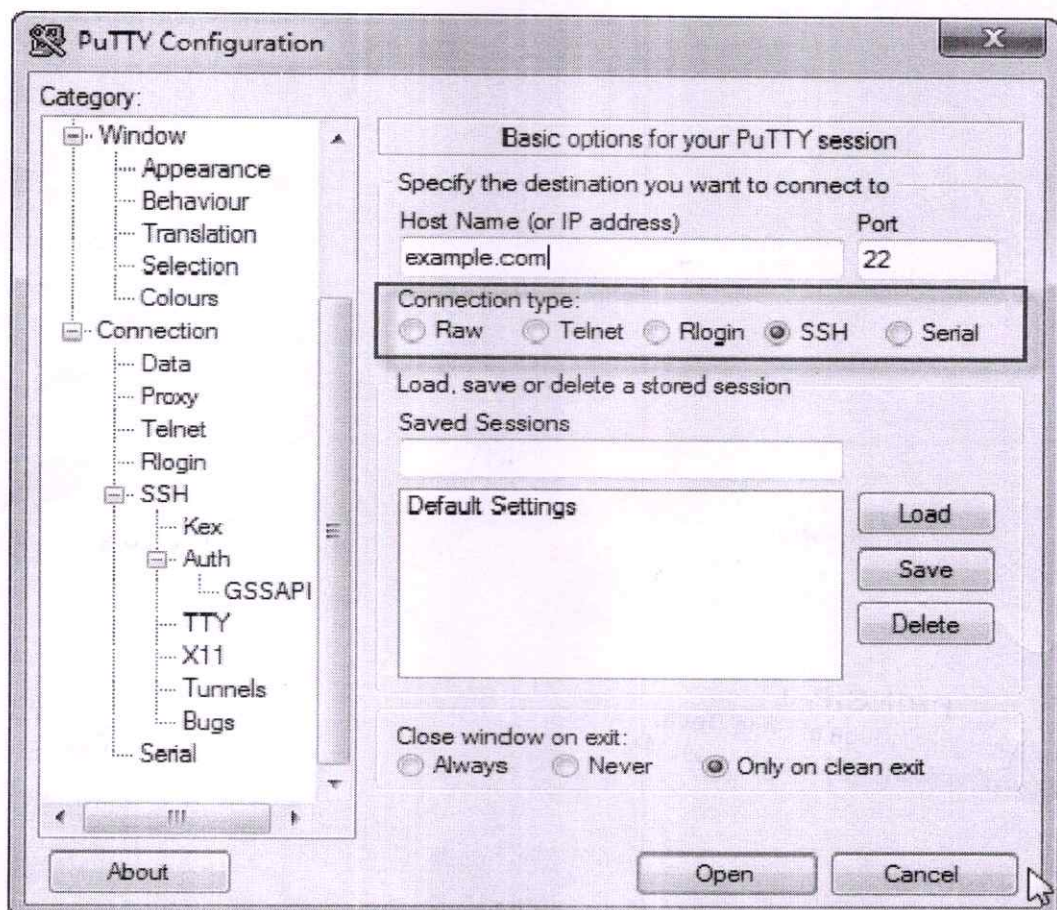 PuTTY Configuration
Category:
Window
Appearance
Behaviour
Translation
Selection
Colours
Connection
Data
Proxy
Telnet
Rlogin
SSH
Kex
Auth
GSSAPI
TTY
X11
Tunnels
Bugs
Serial
Basic options for your PuTTY session
Specify the destination you want to connect to
Host Name (or IP address) Port
example.com 22
Connection type:
Raw Telnet Rlogin SSH Serial
Load, save or delete a stored session
Saved Sessions
Default Settings
Load
Save
Delete
Close window on exit:
Always Never Only on clean exit
About Open Cancel